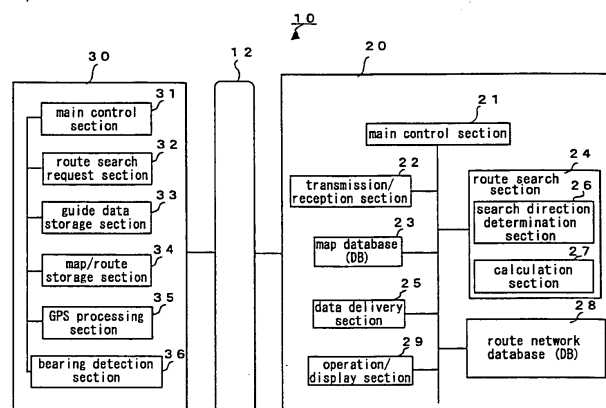 10
30
12
20
31
main control
section
32
route search
request section
33
guide data
storage section
34
map/route
storage section
35
GPS processing
section
36
bearing detection
section
21
main control section
22
transmission/
reception section
23
map database
(DB)
25
data delivery
section
29
operation/
display section
24
route search
section
26
search direction
determination
section
27
calculation
section
28
route network
database (DB)